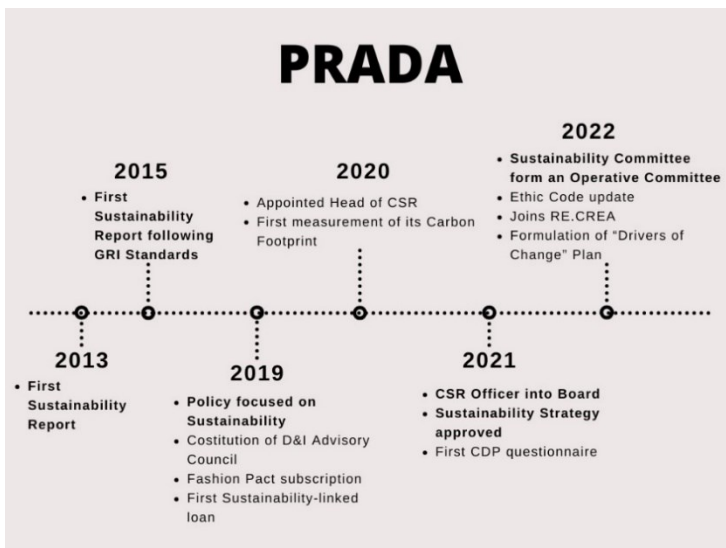 PRADA
2015
• First
Sustainability
Report following
GRI Standards
2020
• Appointed Head of CSR
• First measurement of its Carbon
Footprint
2022
• Sustainability Committee
form an Operative Committee
• Ethic Code update
• Joins RE.CREA
• Formulation of "Drivers of
Change" Plan
2013
• First
Sustainability
Report
2019
• Policy focused on
Sustainability
• Costitution of D&I Advisory
Council
• Fashion Pact subscription
• First Sustainability-linked
loan
2021
• CSR Officer into Board
• Sustainability Strategy
approved
• First CDP questionnaire